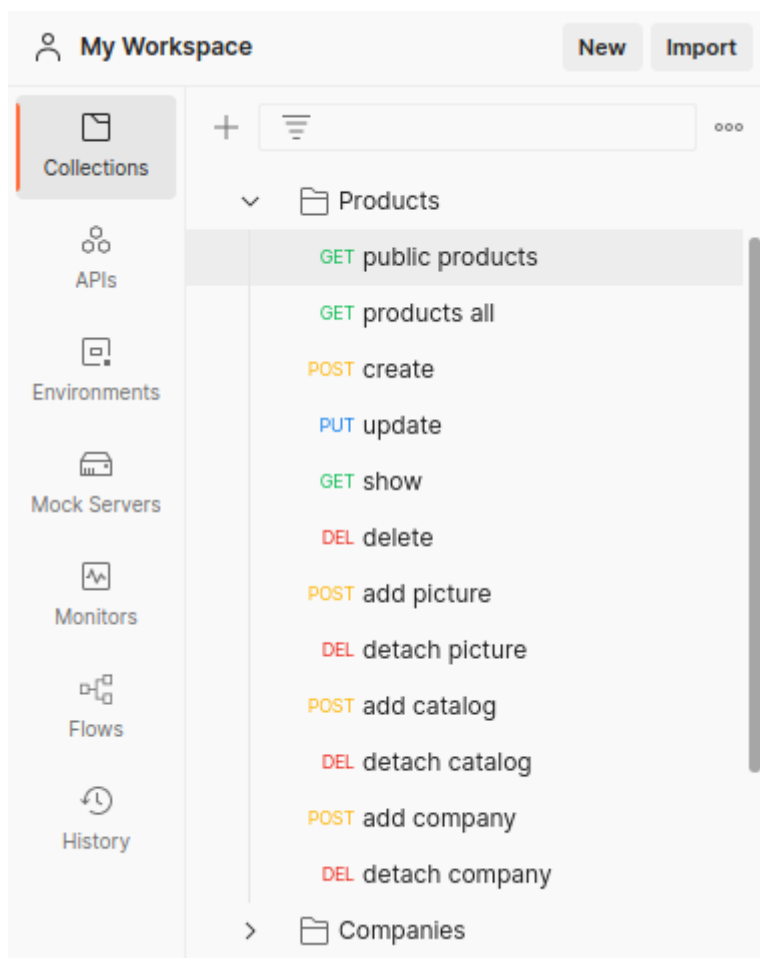 My Workspace
New
Import
Collections
APIs
Environments
Mock Servers
Monitors
Flows
History
Products
GET public products
GET products all
POST create
PUT update
GET show
DEL delete
POST add picture
DEL detach picture
POST add catalog
DEL detach catalog
POST add company
DEL detach company
Companies